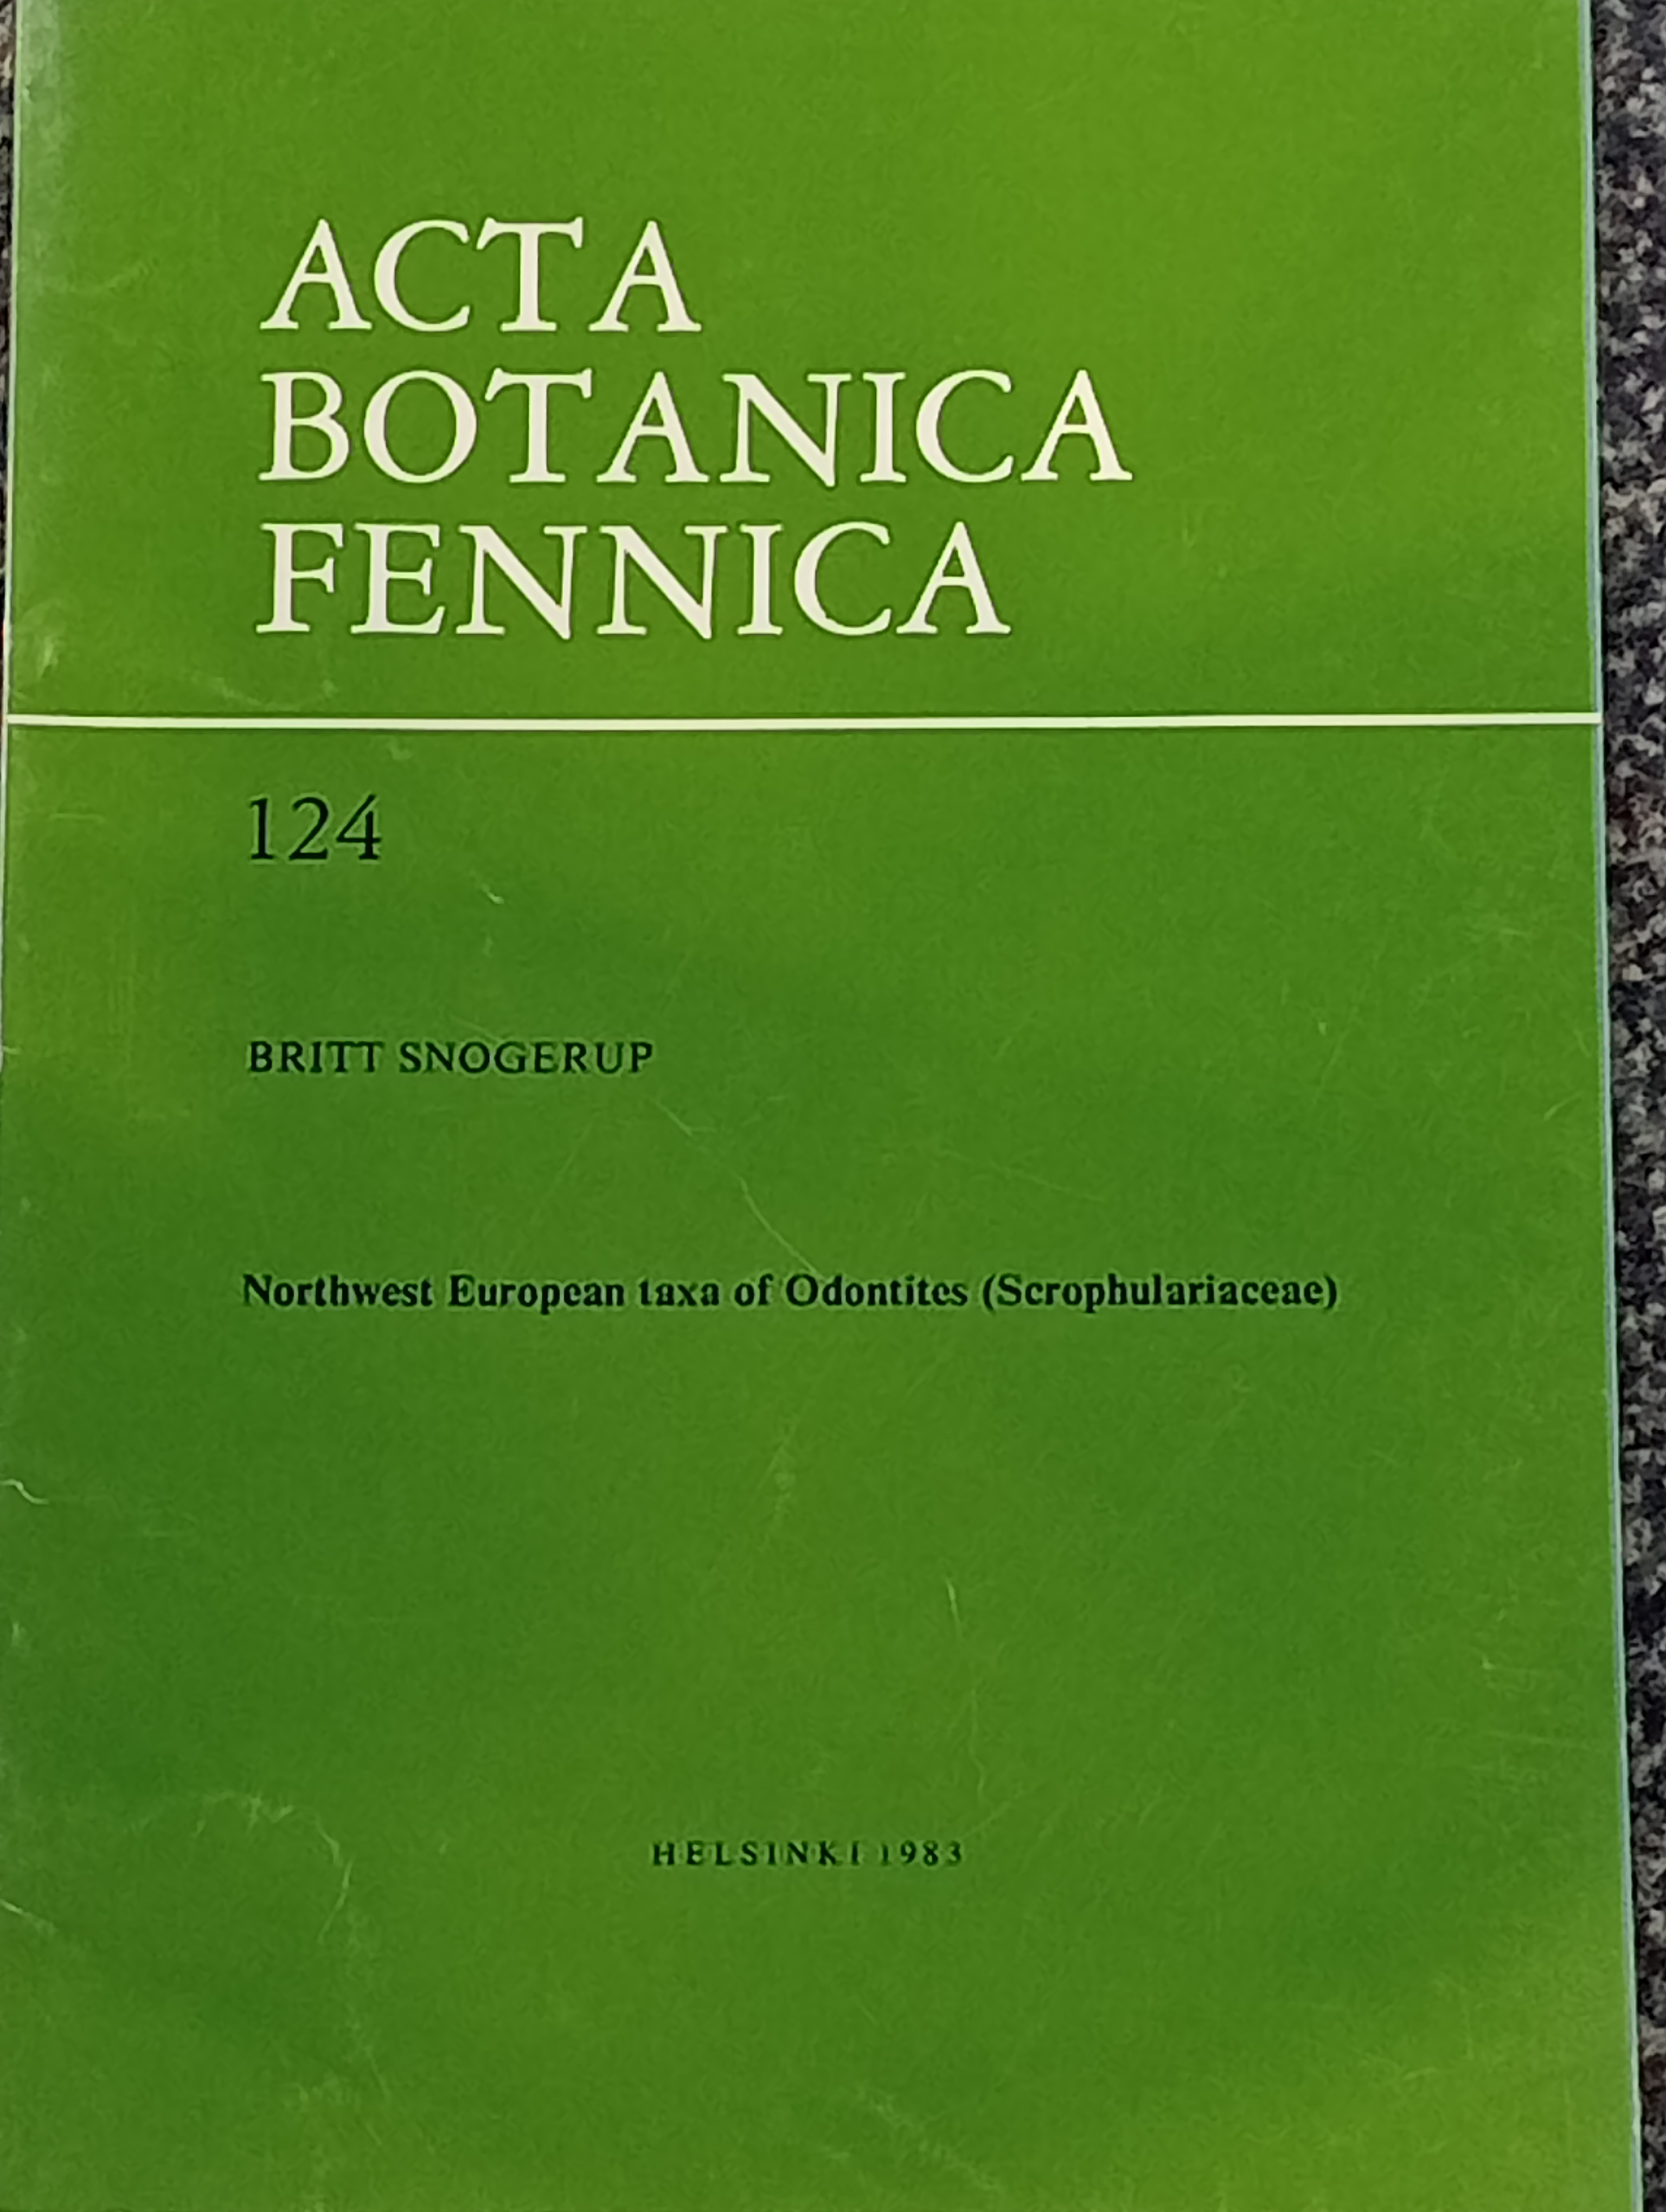 ACTA
BOTANICA
FENNICA
124
BRITT SNOGERUP
Northwest European taxa of Odontites (Scrophulariaceae)
HELSINKI 1983